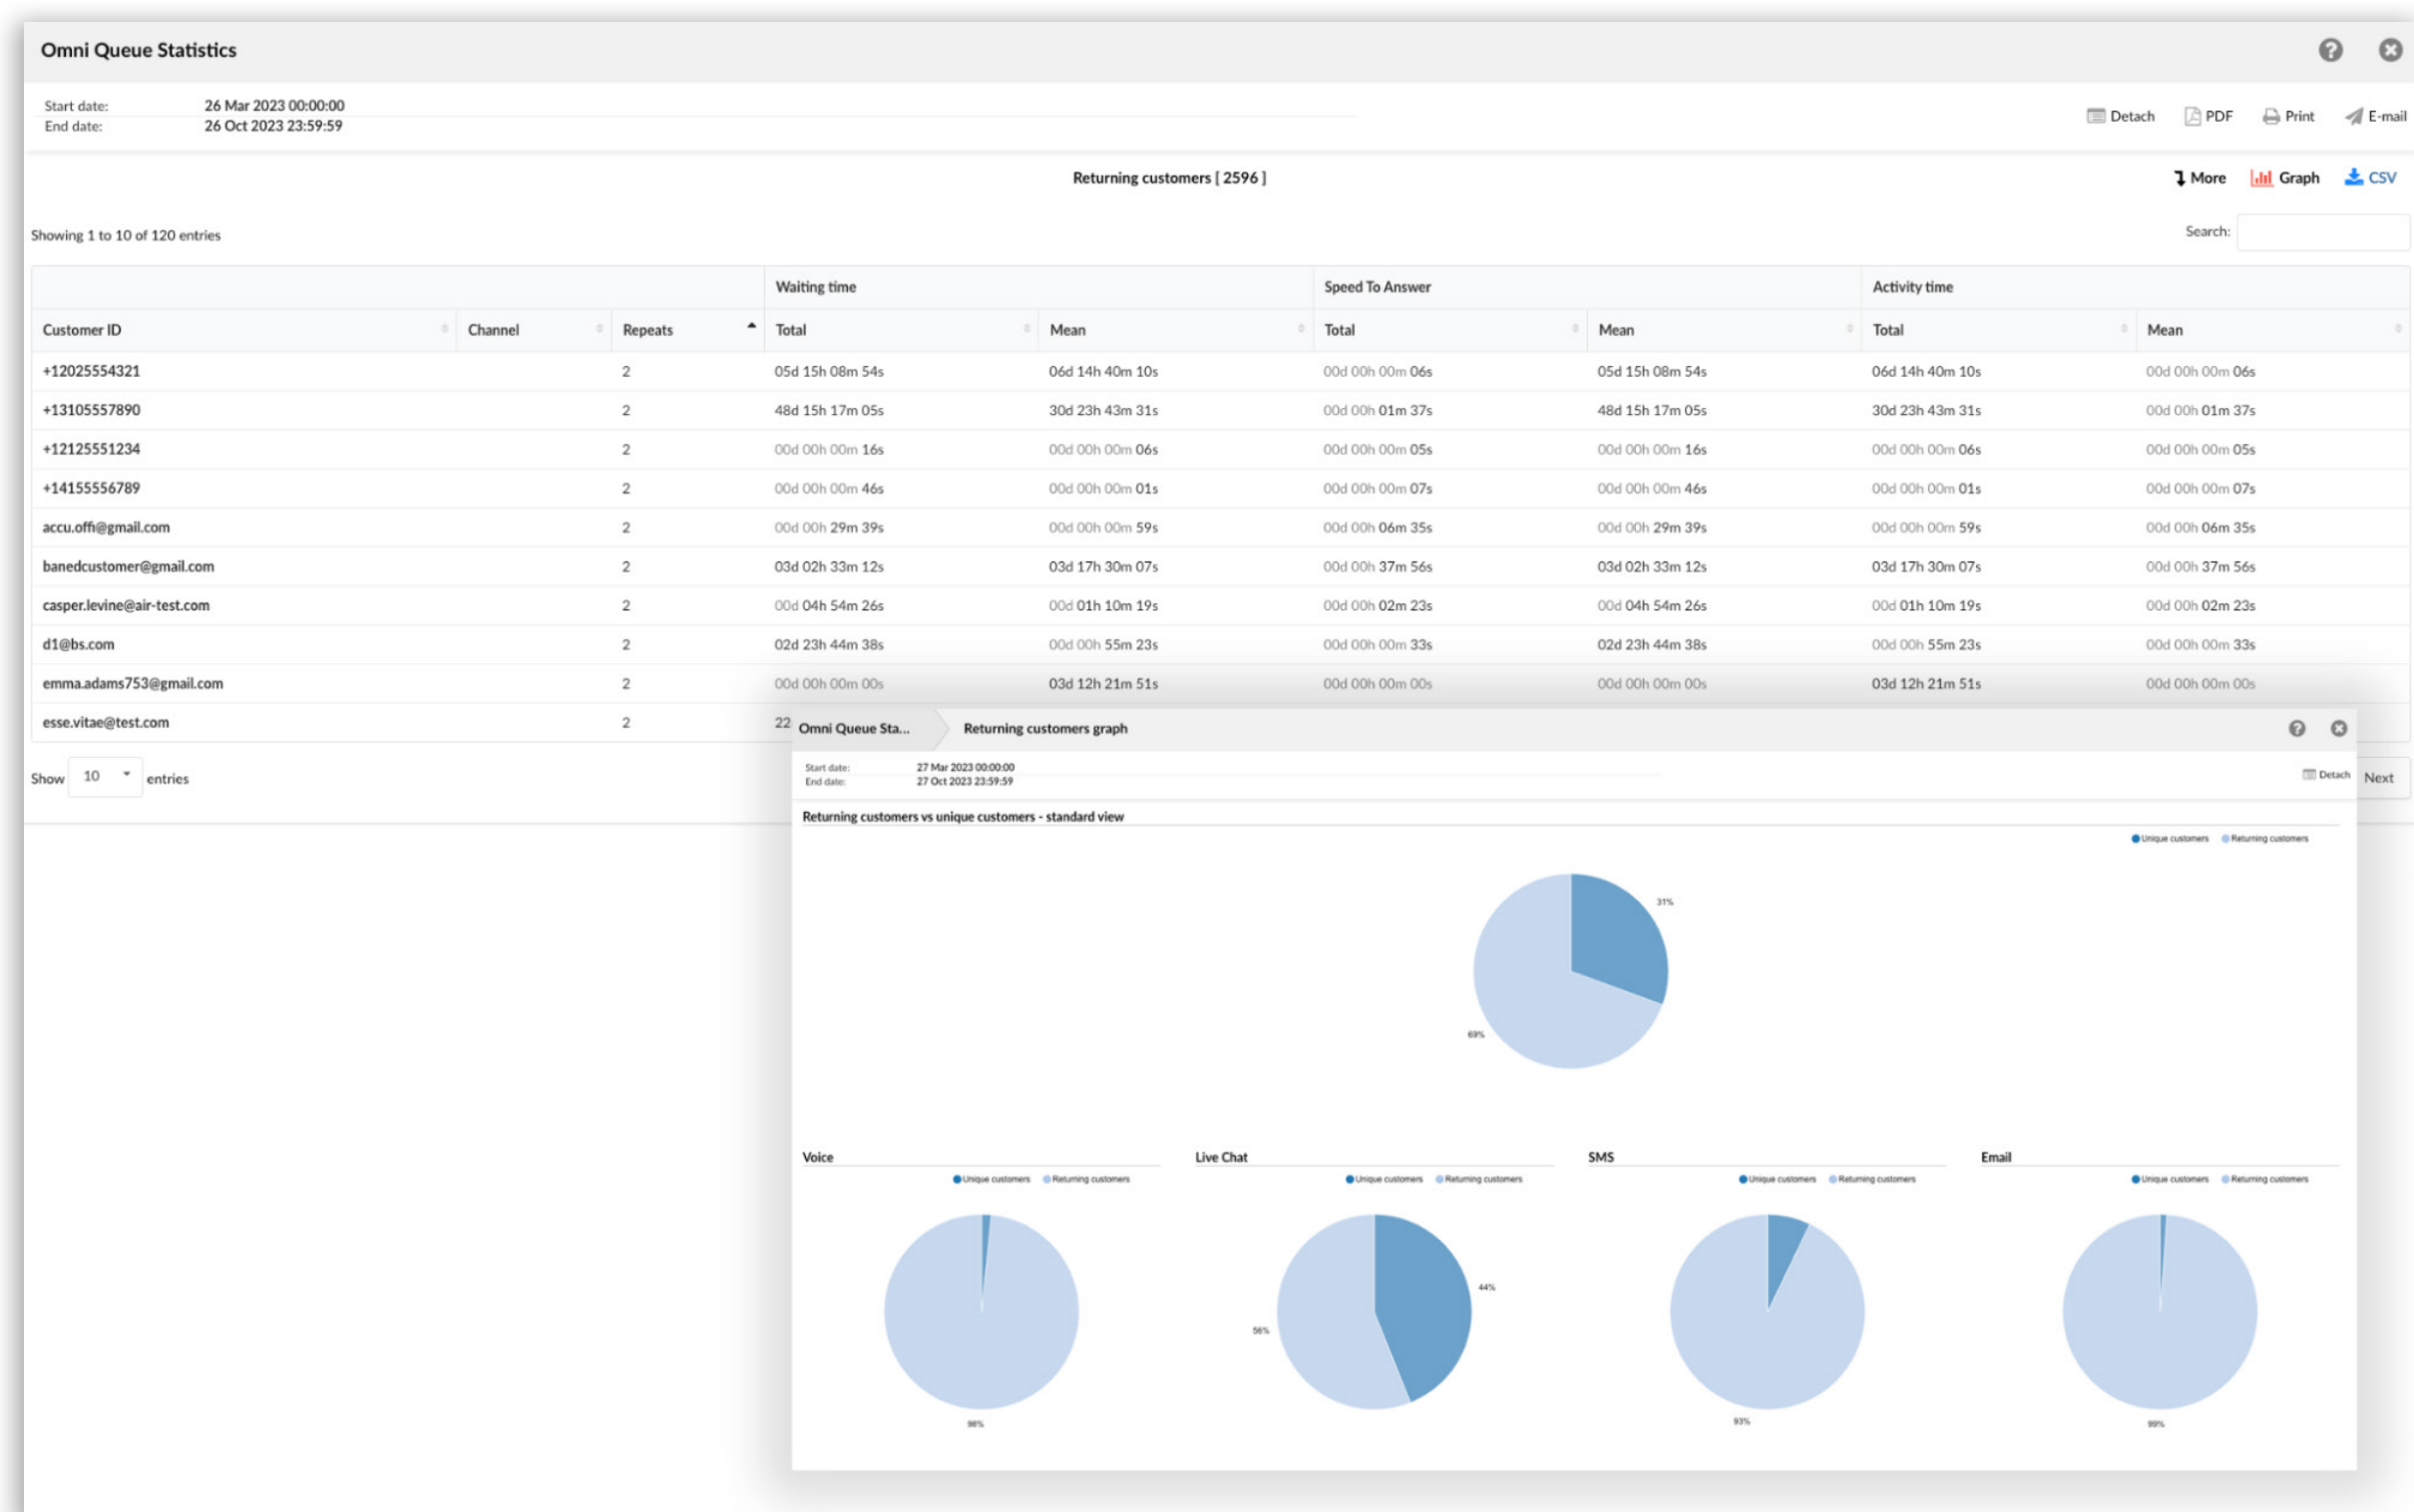 Omni Queue Statistics
Start date: 26 Mar 2023 00:00:00
End date: 26 Oct 2023 23:59:59
Detach PDF Print E-mail
Returning customers [ 2596 ]
More Graph CSV
Showing 1 to 10 of 120 entries
Search:
Waiting time Speed To Answer Activity time
Customer ID Channel Repeats Total Mean Total Mean Total Mean
+12025554321 2 05d 15h 08m 54s 06d 14h 40m 10s 00d 00h 00m 06s 05d 15h 08m 54s 06d 14h 40m 10s 00d 00h 00m 06s
+13105557890 2 48d 15h 17m 05s 30d 23h 43m 31s 00d 00h 01m 37s 48d 15h 17m 05s 30d 23h 43m 31s 00d 00h 01m 37s
+12125551234 2 00d 00h 00m 16s 00d 00h 00m 06s 00d 00h 00m 05s 00d 00h 00m 16s 00d 00h 00m 06s 00d 00h 00m 05s
+14155556789 2 00d 00h 00m 46s 00d 00h 00m 01s 00d 00h 00m 07s 00d 00h 00m 46s 00d 00h 00m 01s 00d 00h 00m 07s
accu.offi@gmail.com 2 00d 00h 29m 39s 00d 00h 00m 59s 00d 00h 06m 35s 00d 00h 29m 39s 00d 00h 00m 59s 00d 00h 06m 35s
banedcustomer@gmail.com 2 03d 02h 33m 12s 03d 17h 30m 07s 00d 00h 37m 56s 03d 02h 33m 12s 03d 17h 30m 07s 00d 00h 37m 56s
casper.levine@air-test.com 2 00d 04h 54m 26s 00d 01h 10m 19s 00d 00h 02m 23s 00d 04h 54m 26s 00d 01h 10m 19s 00d 00h 02m 23s
d1@bs.com 2 02d 23h 44m 38s 00d 00h 55m 23s 00d 00h 00m 33s 02d 23h 44m 38s 00d 00h 55m 23s 00d 00h 00m 33s
emma.adams753@gmail.com 2 00d 00h 00m 00s 03d 12h 21m 51s 00d 00h 00m 00s 00d 00h 00m 00s 03d 12h 21m 51s 00d 00h 00m 00s
esse.vitae@test.com 2 22
Show 10 entries
Next
Omni Queue Sta... Returning customers graph
Start date: 27 Mar 2023 00:00:00
End date: 27 Oct 2023 23:59:59
Detach
Returning customers vs unique customers - standard view
Unique customers Returning customers
31%
69%
Voice
Unique customers Returning customers
98%
Live Chat
Unique customers Returning customers
44%
56%
SMS
Unique customers Returning customers
93%
Email
Unique customers Returning customers
99%